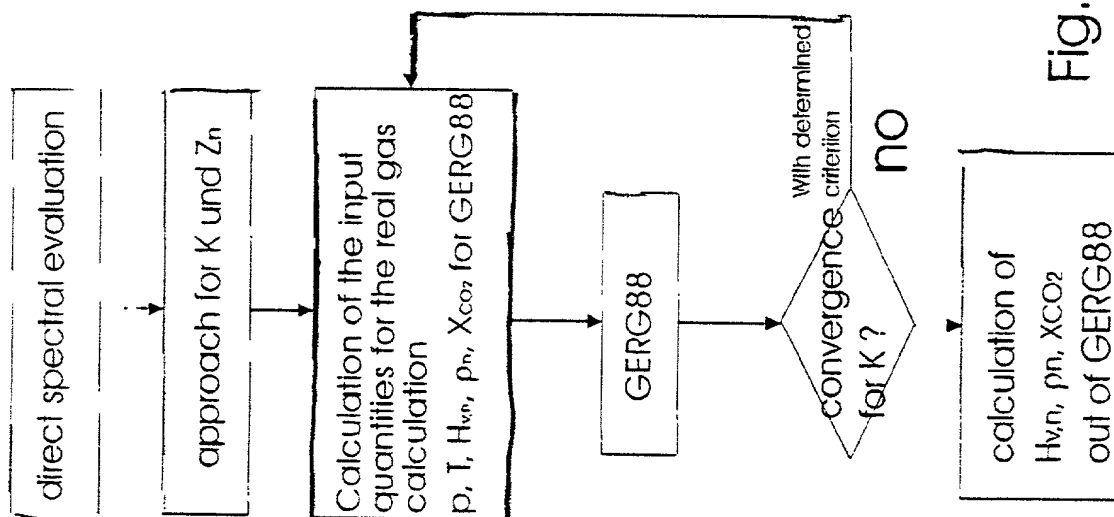 direct spectral evaluation
approach for K und Zn
Calculation of the input
quantities for the real gas
calculation
p, T, Hv,n, ρn, XCO2 for GERG88
GERG88
With determined
convergence criteriion
for K ?
no
calculation of
Hv,n, ρn, XCO2
out of GERG88
Fig.